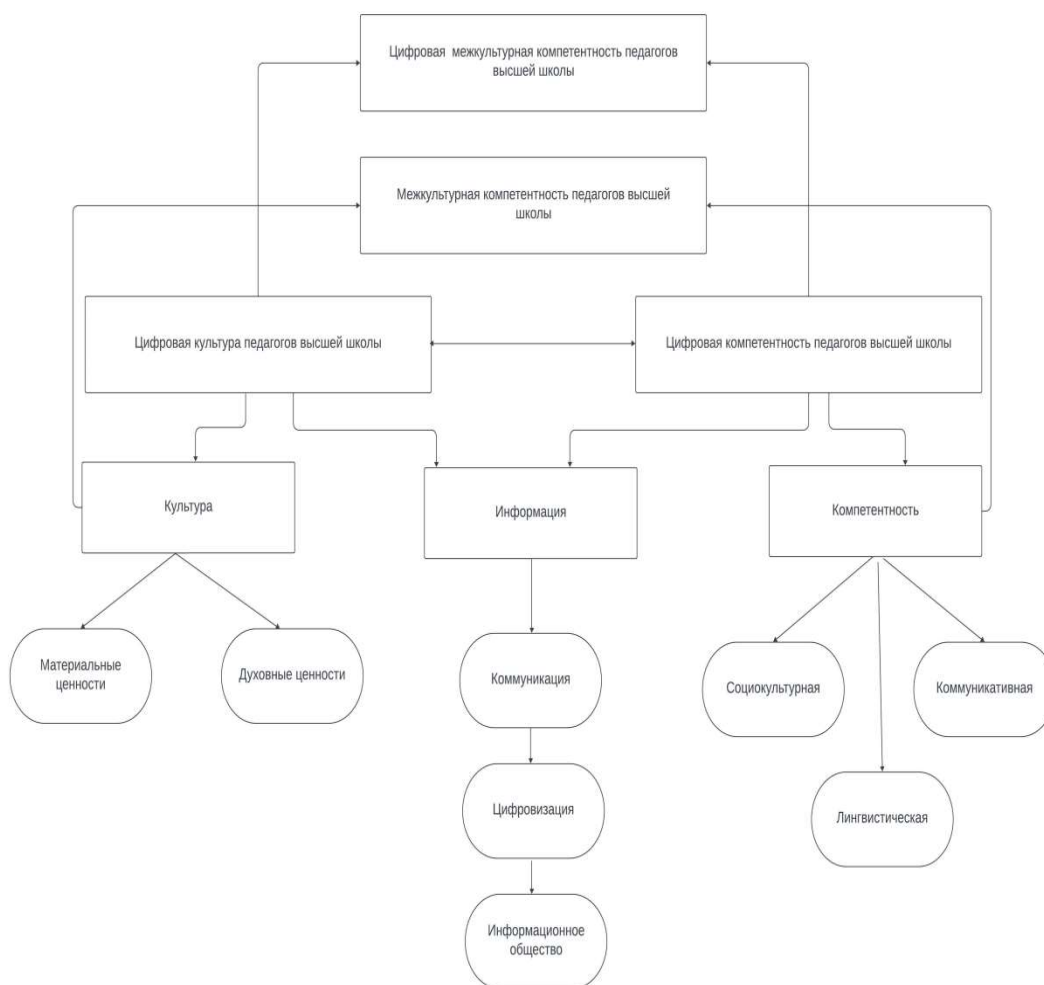 Цифровая межкультурная компетентность педагогов
высшей школы
Межкультурная компетентность педагогов высшей
школы
Цифровая культура педагогов высшей школы
Цифровая компетентность педагогов высшей школы
Культура
Информация
Компетентность
Материальные
ценности
Духовные ценности
Коммуникация
Социокультурная
Коммуникативная
Цифровизация
Лингвистическая
Информационное
общество